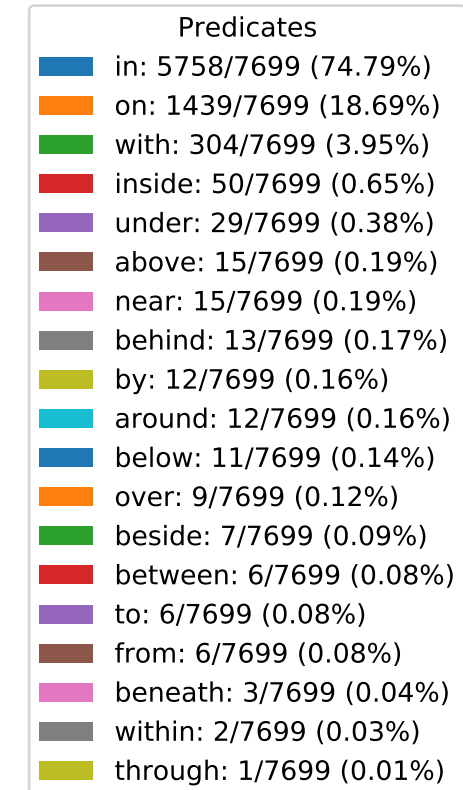 Predicates
in: 5758/7699 (74.79%)
on: 1439/7699 (18.69%)
with: 304/7699 (3.95%)
inside: 50/7699 (0.65%)
under: 29/7699 (0.38%)
above: 15/7699 (0.19%)
near: 15/7699 (0.19%)
behind: 13/7699 (0.17%)
by: 12/7699 (0.16%)
around: 12/7699 (0.16%)
below: 11/7699 (0.14%)
over: 9/7699 (0.12%)
beside: 7/7699 (0.09%)
between: 6/7699 (0.08%)
to: 6/7699 (0.08%)
from: 6/7699 (0.08%)
beneath: 3/7699 (0.04%)
within: 2/7699 (0.03%)
through: 1/7699 (0.01%)